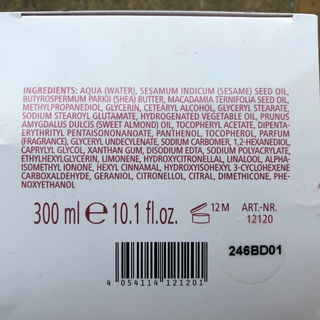 INGREDIENTS: AQUA (WATER), SESAMUM INDICUM (SESAME) SEED OIL,
BUTYROSPERMUM PARKII (SHEA) BUTTER, MACADAMIA TERNIFOLIA SEED OIL,
METHYLPROPANEDIOL, GLYCERIN, CETEARYL ALCOHOL, GLYCERYL STEARATE,
SODIUM STEAROYL GLUTAMATE, HYDROGENATED VEGETABLE OIL, PRUNUS
AMYGDALUS DULCIS (SWEET ALMOND) OIL, TOCOPHERYL ACETATE, DIPENTA-
ERYTHRITYL PENTAISONONANOATE, PANTHENOL, TOCOPHEROL, PARFUM
(FRAGRANCE), GLYCERYL UNDECYLENATE, SODIUM CARBOMER, 1,2-HEXANEDIOL,
CAPRYLYL GLYCOL, XANTHAN GUM, DISODIUM EDTA, SODIUM POLYACRYLATE,
ETHYLHEXYLGLYCERIN, LIMONENE, HYDROXYCITRONELLAL, LINALOOL, ALPHA-
ISOMETHYL IONONE, HEXYL CINNAMAL, HYDROXYISOHEXYL 3-CYCLOHEXENE
CARBOXALDEHYDE, GERANIOL, CITRONELLOL, CITRAL, DIMETHICONE, PHE-
NOXYETHANOL
300 ml ℮ 10.1 fl.oz. 12 M ART.-NR.
12120
246BD01
4 054114 121201